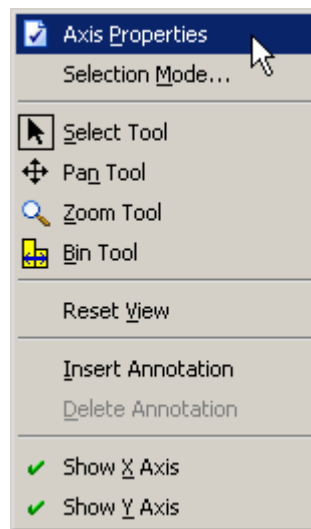 Axis Properties
Selection Mode...
Select Tool
Pan Tool
Zoom Tool
Bin Tool
Reset View
Insert Annotation
Delete Annotation
Show X Axis
Show Y Axis